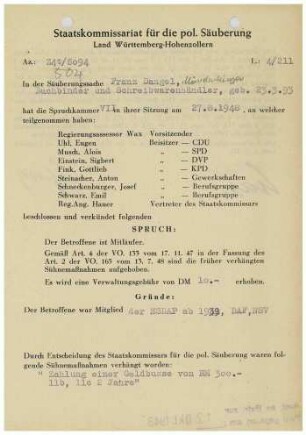 Staatskommissariat für die pol. Säuberung
Land Württemberg-Hohenzollern
Az.: 242/8094
L: 4/211
In der Säuberungssache Franz Dangel,
Buchbinder und Schreibwarenhändler, geb. 23.3.93
hat die Spruchkammer VII in ihrer Sitzung am 27.8.1948, an welcher
teilgenommen haben:
Regierungsassessor Wax Vorsitzender
Uhl, Eugen Beisitzer — CDU
Musch, Alois „ — SPD
Einstein, Sigbert „ — DVP
Fink, Gottlieb „ — KPD
Steinacher, Anton „ — Gewerkschaften
Schneckenburger, Josef „ — Berufsgruppe
Schwarz, Emil „ — Berufsgruppe
Reg.Ang. Hauer Vertreter des Staatskommissars
beschlossen und verkündet folgenden
SPRUCH:
Der Betroffene ist Mitläufer.
Gemäß Art. 4 der VO. 133 vom 17. 11. 47 in der Fassung des
Art. 2 der VO. 165 vom 13. 7. 48 sind die früher verhängten
Sühnemaßnahmen aufgehoben.
Es wird eine Verwaltungsgebühr von DM 10.— erhoben.
Gründe:
Der Betroffene war Mitglied der NSDAP ab 1939, DAF, NSV
Durch Entscheidung des Staatskommissars für die pol. Säuberung waren fol-
gende Sühnemaßnahmen verhängt worden:
" Zahlung einer Geldbusse von RM 300.—
11b, 11c 2 Jahre"